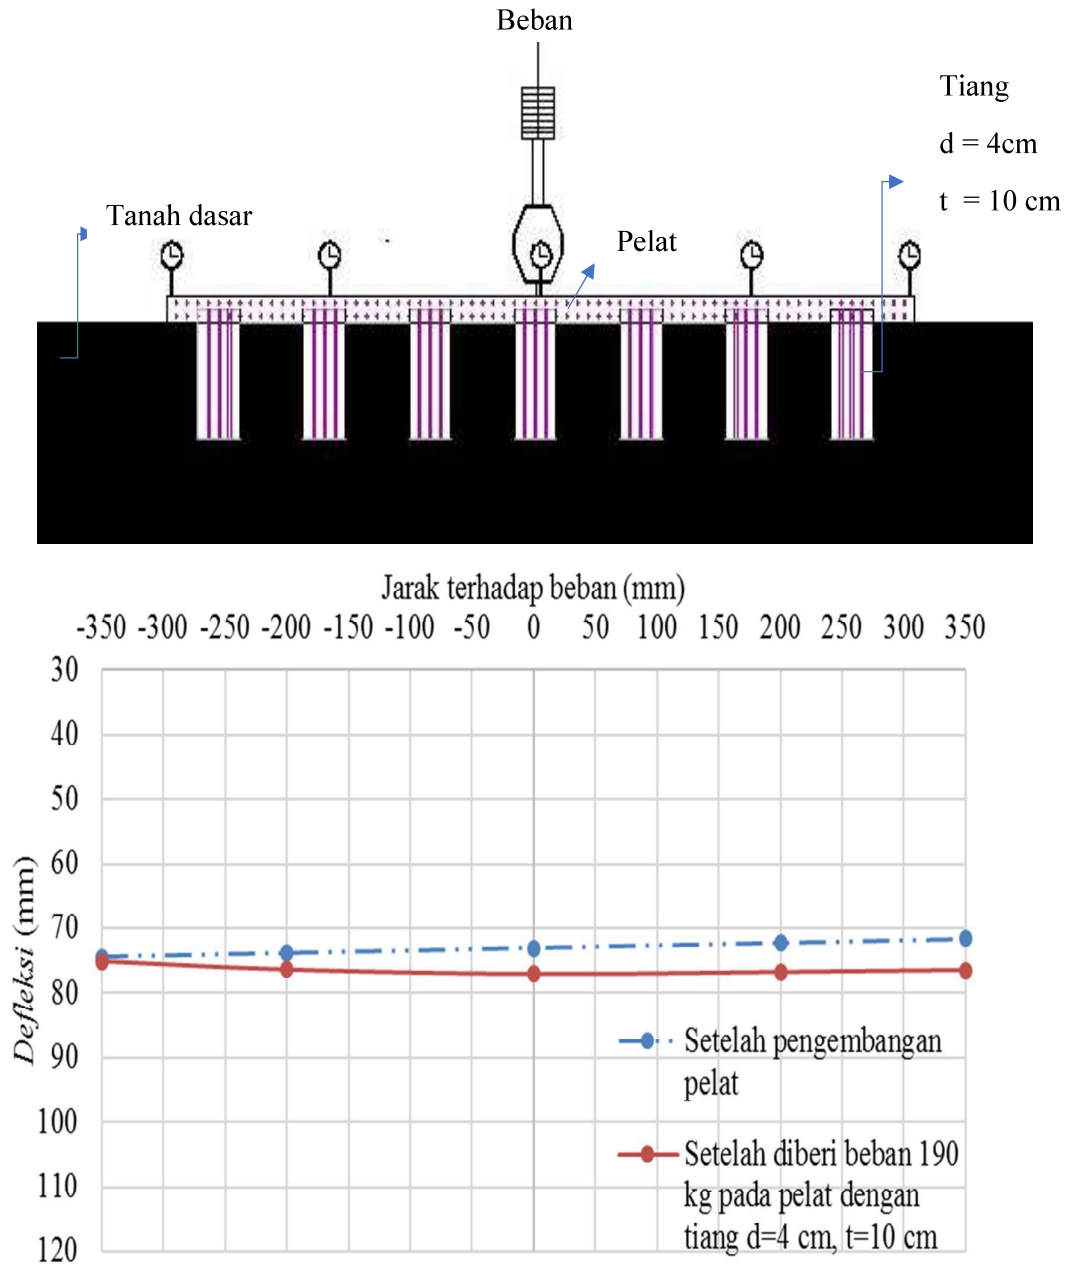 Beban
Tiang
d = 4cm
t = 10 cm
Tanah dasar
Pelat
Jarak terhadap beban (mm)
-350 -300 -250 -200 -150 -100 -50 0 50 100 150 200 250 300 350
30
40
50
60
70
80
90
100
110
120
Defleksi (mm)
Setelah pengembangan
pelat
Setelah diberi beban 190
kg pada pelat dengan
tiang d=4 cm, t=10 cm